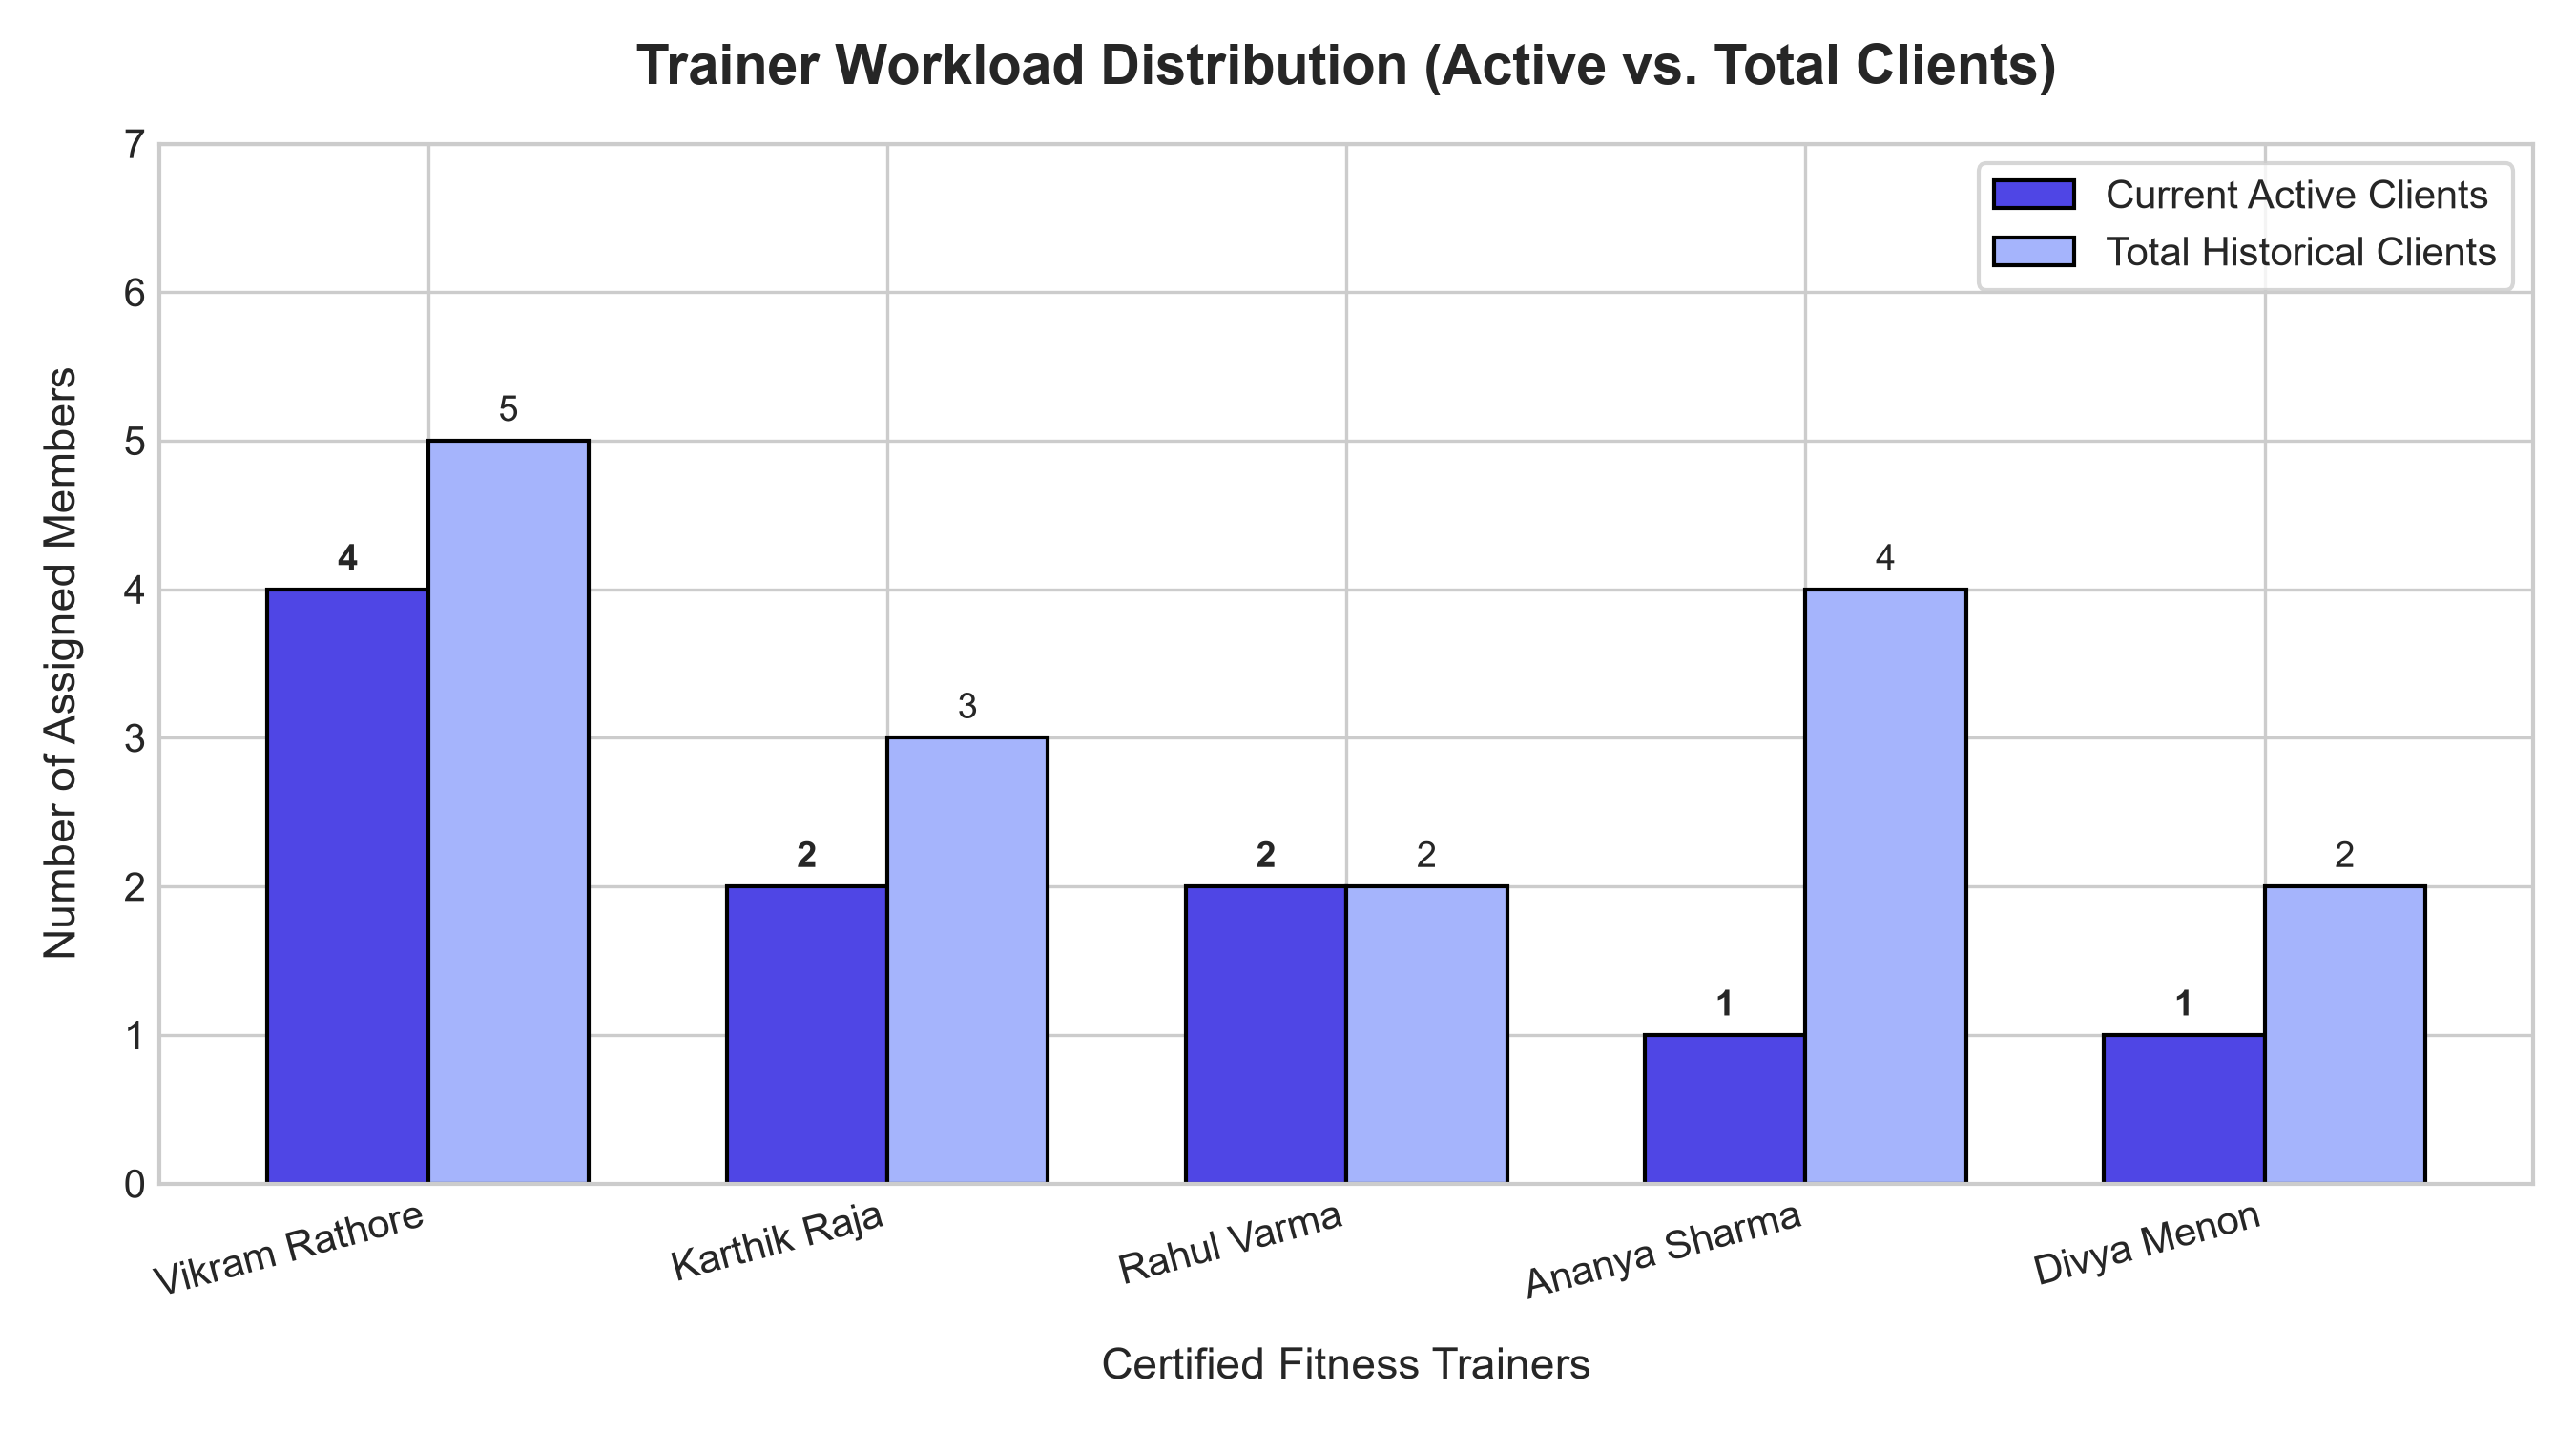 Trainer Workload Distribution (Active vs. Total Clients)
Current Active Clients
Total Historical Clients
Number of Assigned Members
7
6
5
4
3
2
1
0
4
5
2
3
2
2
1
4
1
2
Vikram Rathore
Karthik Raja
Rahul Varma
Ananya Sharma
Divya Menon
Certified Fitness Trainers